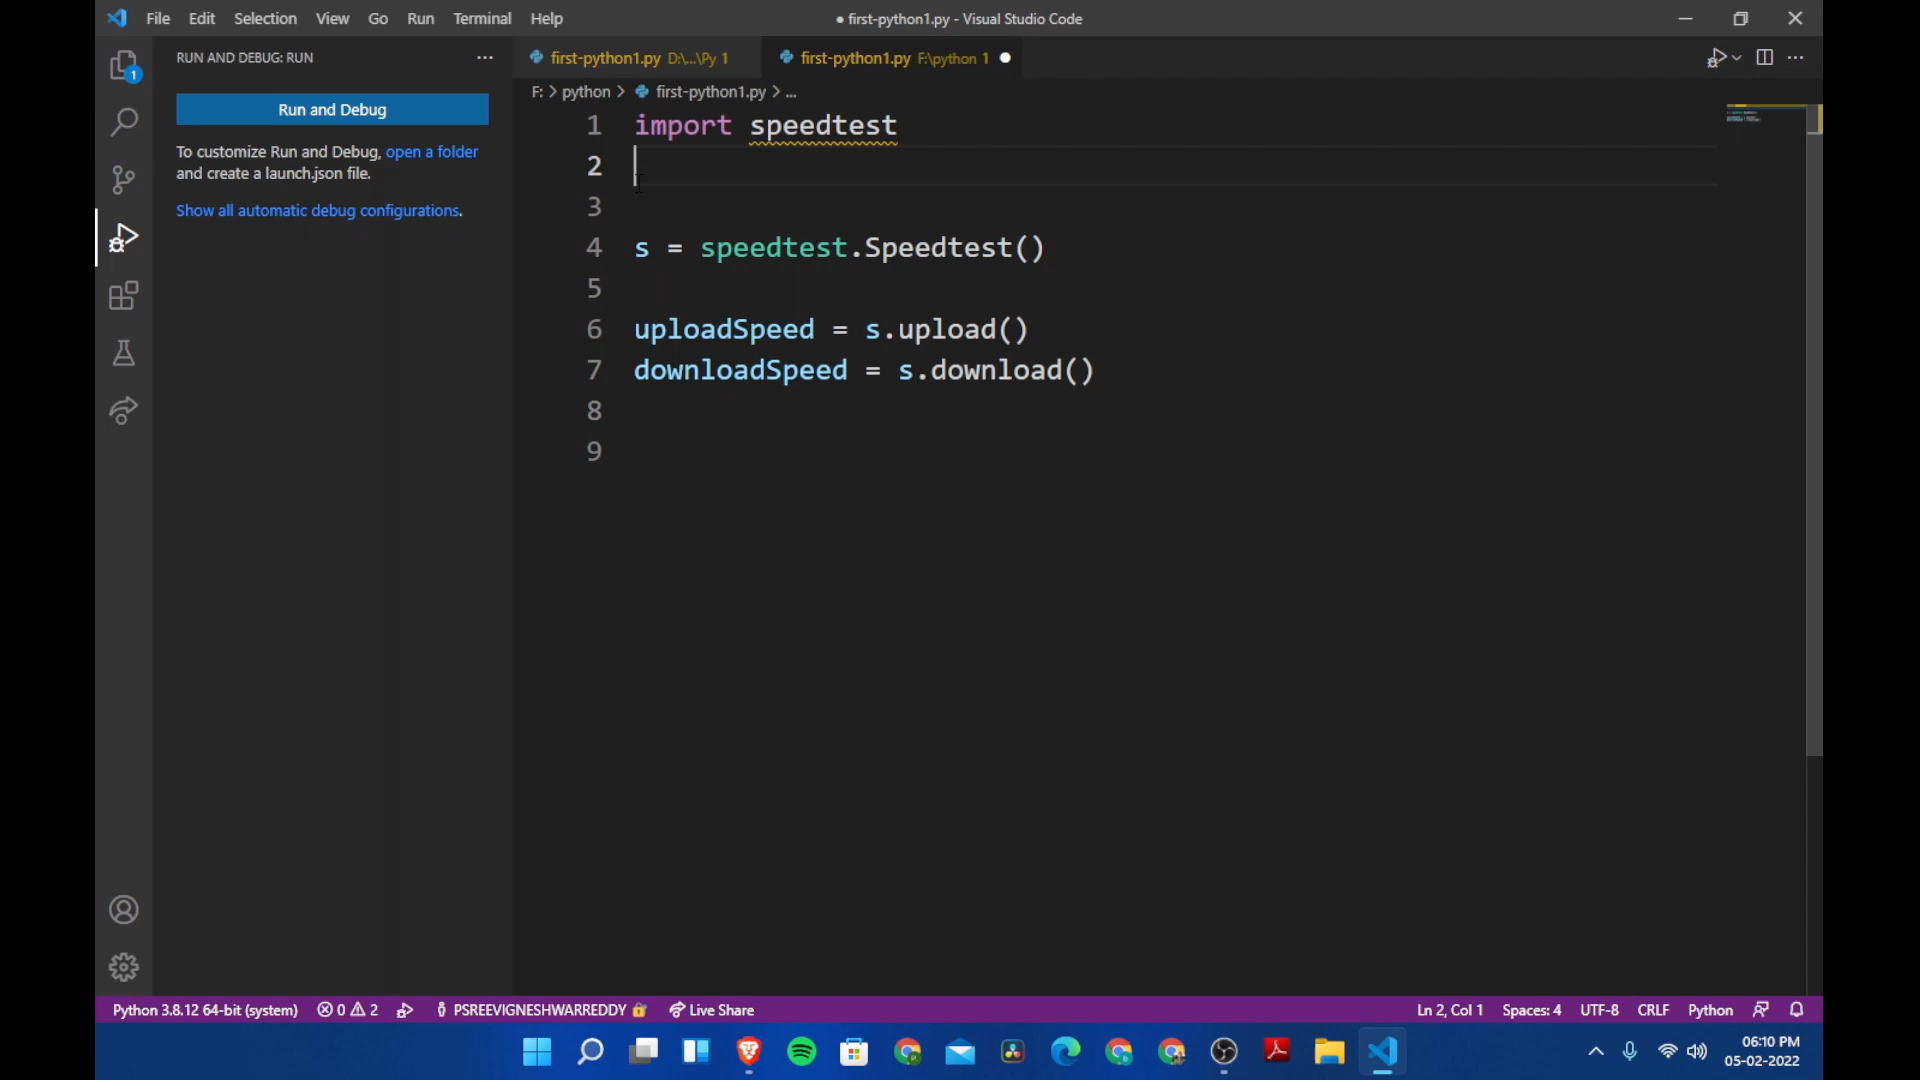 File Edit Selection View Go Run Terminal Help
● first-python1.py - Visual Studio Code
1
RUN AND DEBUG: RUN
first-python1.py D:\...\Py 1
first-python1.py F:\python 1
Run and Debug
To customize Run and Debug, open a folder
and create a launch.json file.
Show all automatic debug configurations.
F: > python > first-python1.py > ...
1 import speedtest
2
3
4 s = speedtest.Speedtest()
5
6 uploadSpeed = s.upload()
7 downloadSpeed = s.download()
8
9
Python 3.8.12 64-bit (system) 0 2 PSREEVIGNESHWARREDDY Live Share
Ln 2, Col 1 Spaces: 4 UTF-8 CRLF Python
06:10 PM
05-02-2022